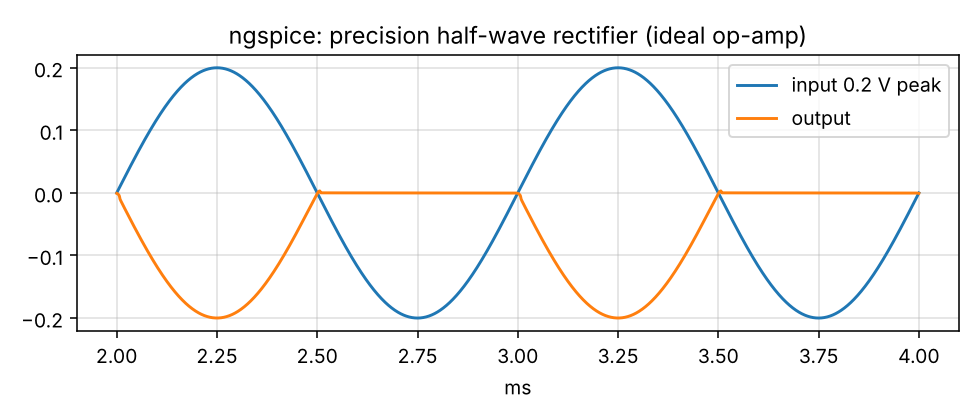 ngspice: precision half-wave rectifier (ideal op-amp)
input 0.2 V peak
output
0.2
0.1
0.0
−0.1
−0.2
2.00 2.25 2.50 2.75 3.00 3.25 3.50 3.75 4.00
ms